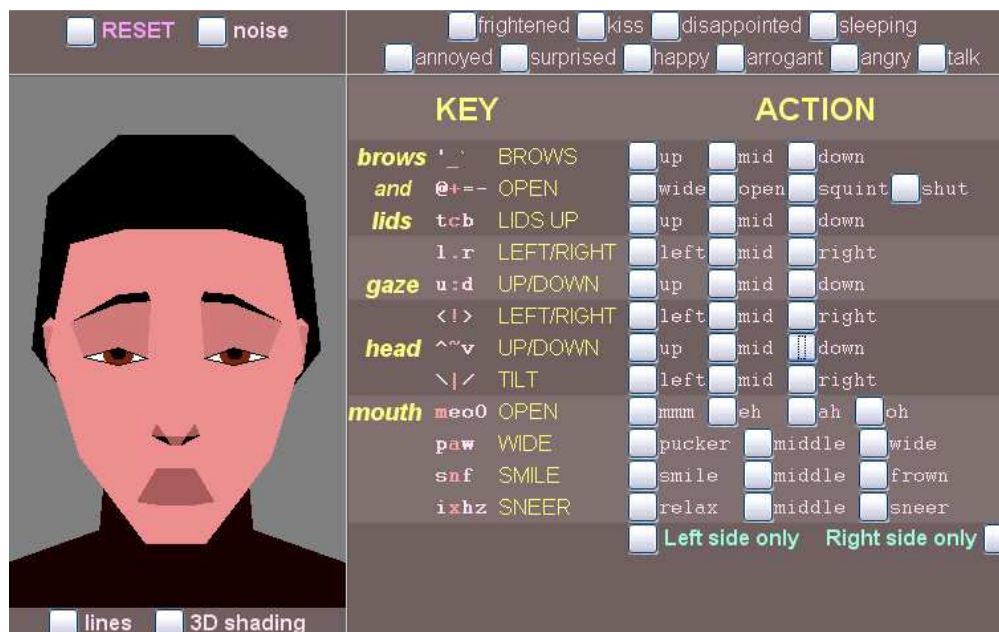 RESET noise
frightened kiss disappointed sleeping
annoyed surprised happy arrogant angry talk
KEY ACTION
brows '_` BROWS up mid down
and @+=- OPEN wide open squint shut
lids tcb LIDS UP up mid down
l.r LEFT/RIGHT left mid right
gaze u:d UP/DOWN up mid down
<!> LEFT/RIGHT left mid right
head ^~v UP/DOWN up mid down
\|/ TILT left mid right
mouth meoO OPEN mmm eh ah oh
paw WIDE pucker middle wide
snf SMILE smile middle frown
ixhz SNEER relax middle sneer
Left side only Right side only
lines 3D shading